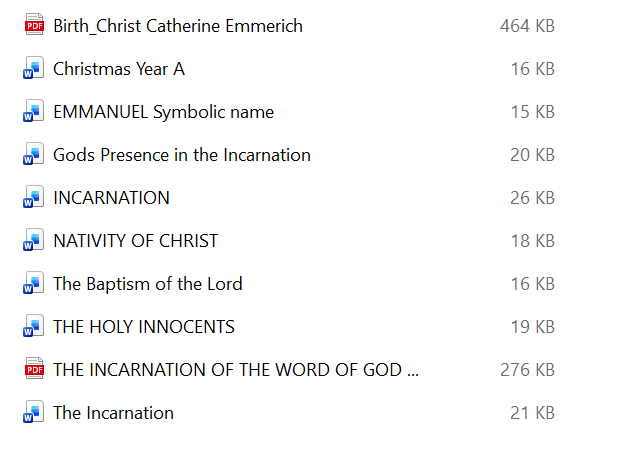 PDF Birth_Christ Catherine Emmerich 464 KB
W Christmas Year A 16 KB
W EMMANUEL Symbolic name 15 KB
W Gods Presence in the Incarnation 20 KB
W INCARNATION 26 KB
W NATIVITY OF CHRIST 18 KB
W The Baptism of the Lord 16 KB
W THE HOLY INNOCENTS 19 KB
PDF THE INCARNATION OF THE WORD OF GOD ... 276 KB
W The Incarnation 21 KB